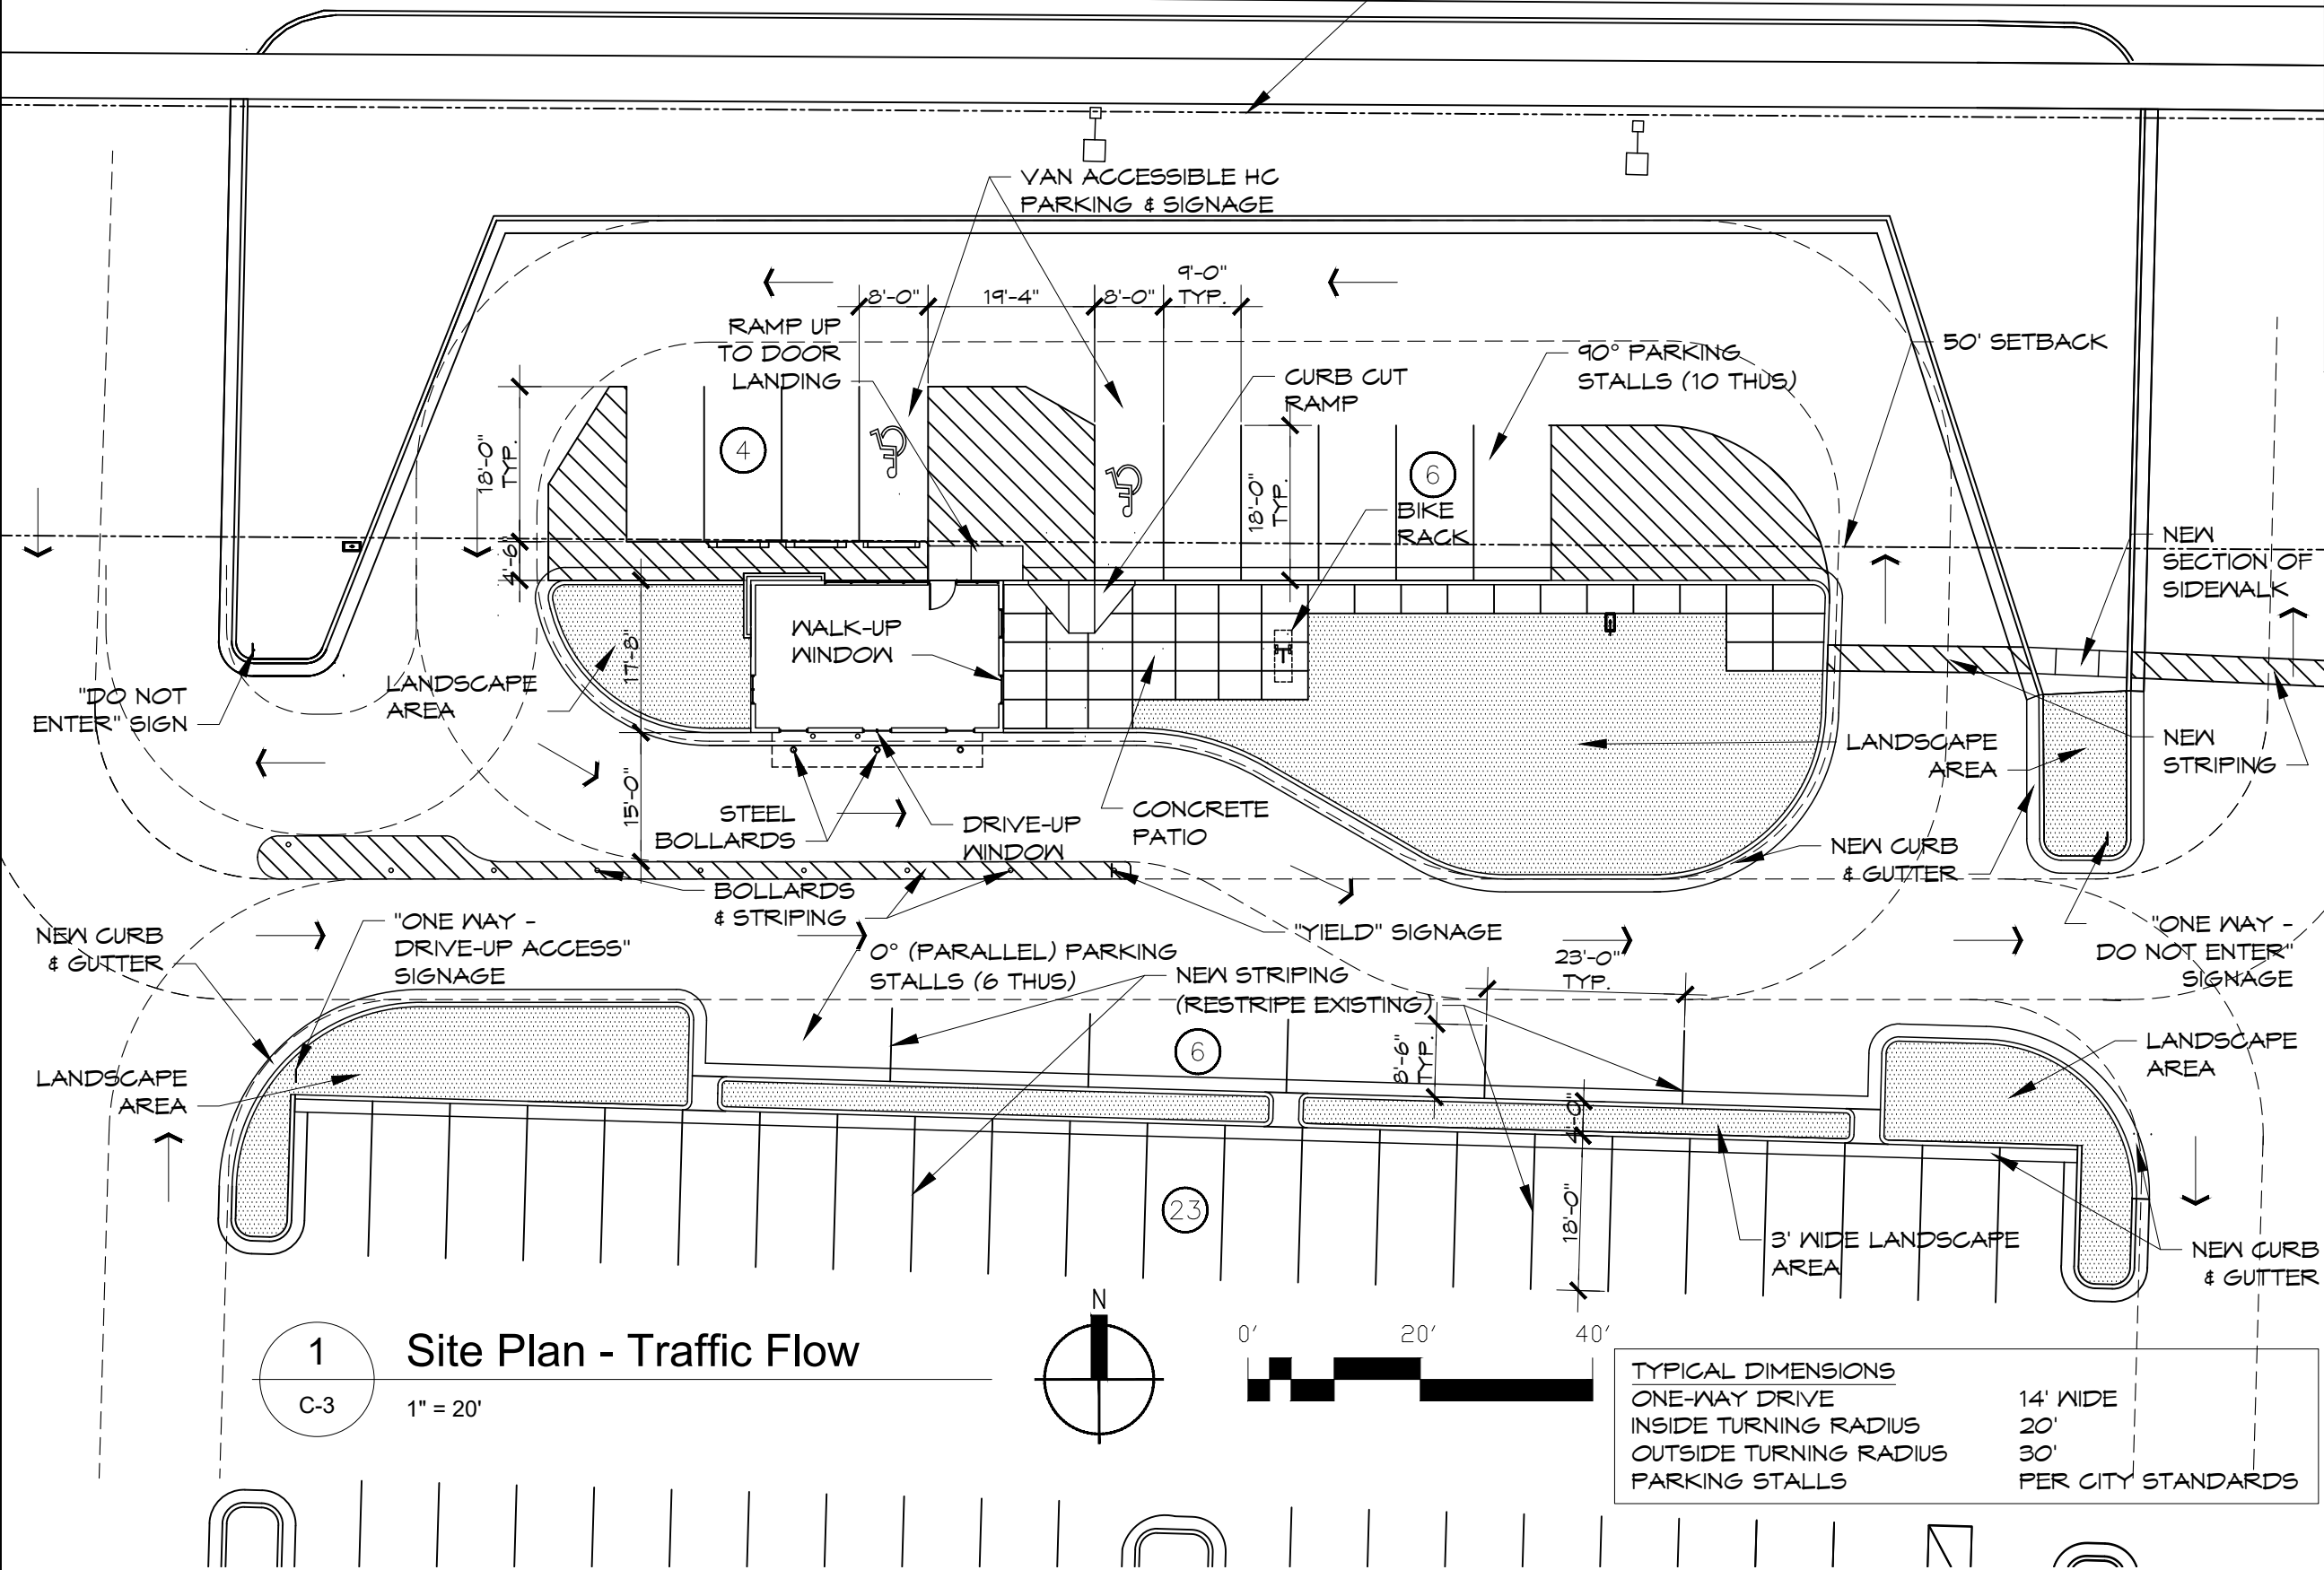 VAN ACCESSIBLE HC
PARKING & SIGNAGE
8'-0"
19'-4"
8'-0"
9'-0"
TYP.
RAMP UP
TO DOOR
LANDING
CURB CUT
RAMP
90° PARKING
STALLS (10 THUS)
50' SETBACK
18'-0"
TYP.
4
6
18'-0"
TYP.
BIKE
RACK
4'-6"
NEW
SECTION OF
SIDEWALK
WALK-UP
WINDOW
17'-8"
"DO NOT
ENTER" SIGN
LANDSCAPE
AREA
LANDSCAPE
AREA
NEW
STRIPING
15'-0"
STEEL
BOLLARDS
DRIVE-UP
WINDOW
CONCRETE
PATIO
NEW CURB
& GUTTER
BOLLARDS
& STRIPING
"YIELD" SIGNAGE
NEW CURB
& GUTTER
"ONE WAY -
DRIVE-UP ACCESS"
SIGNAGE
0° (PARALLEL) PARKING
STALLS (6 THUS)
NEW STRIPING
(RESTRIPE EXISTING)
23'-0"
TYP.
"ONE WAY -
DO NOT ENTER"
SIGNAGE
6
8'-6"
TYP.
LANDSCAPE
AREA
LANDSCAPE
AREA
4'-0"
23
18'-0"
3' WIDE LANDSCAPE
AREA
NEW CURB
& GUTTER
1
C-3
Site Plan - Traffic Flow
1" = 20'
N
0'
20'
40'
TYPICAL DIMENSIONS
ONE-WAY DRIVE 14' WIDE
INSIDE TURNING RADIUS 20'
OUTSIDE TURNING RADIUS 30'
PARKING STALLS PER CITY STANDARDS